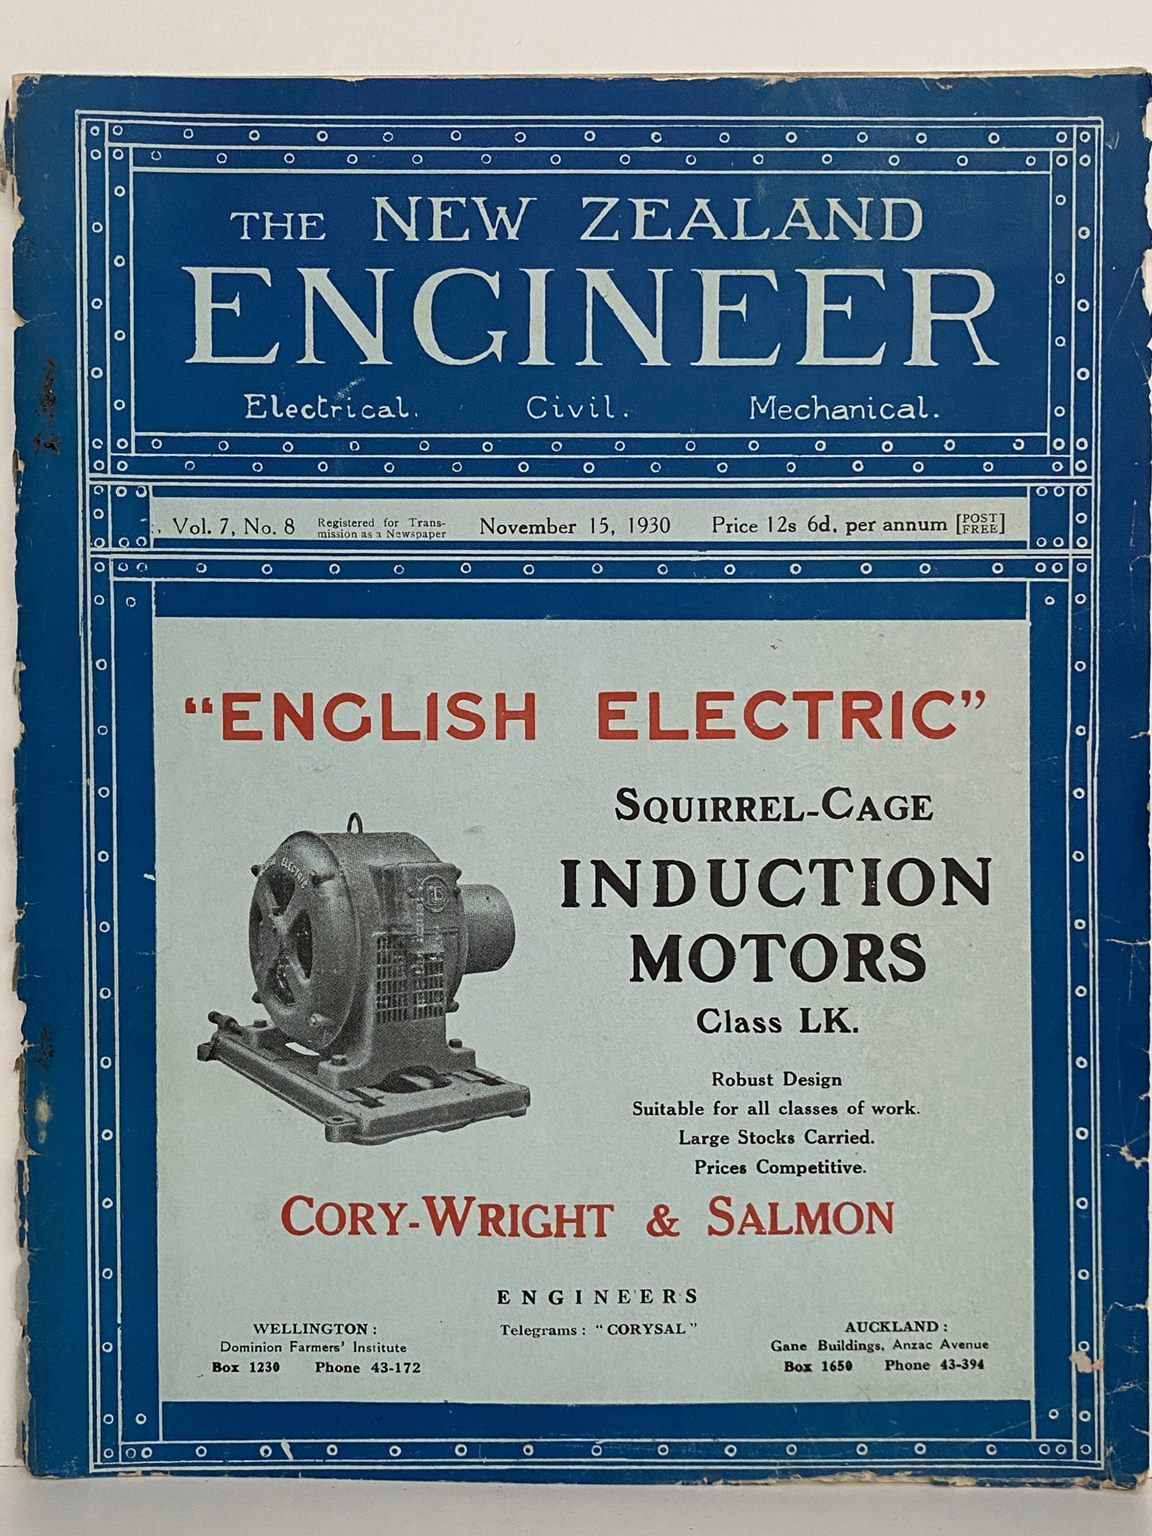 THE NEW ZEALAND
ENGINEER
Electrical. Civil. Mechanical.
Vol. 7, No. 8 Registered for Trans-
mission as a Newspaper November 15, 1930 Price 12s 6d. per annum [POST
FREE]
"ENGLISH ELECTRIC"
SQUIRREL-CAGE
INDUCTION
MOTORS
Class LK.
Robust Design
Suitable for all classes of work.
Large Stocks Carried.
Prices Competitive.
ELECTRIC
CORY-WRIGHT & SALMON
ENGINEERS
Telegrams: "CORYSAL"
WELLINGTON:
Dominion Farmers' Institute
Box 1230 Phone 43-172
AUCKLAND:
Gane Buildings, Anzac Avenue
Box 1650 Phone 43-394